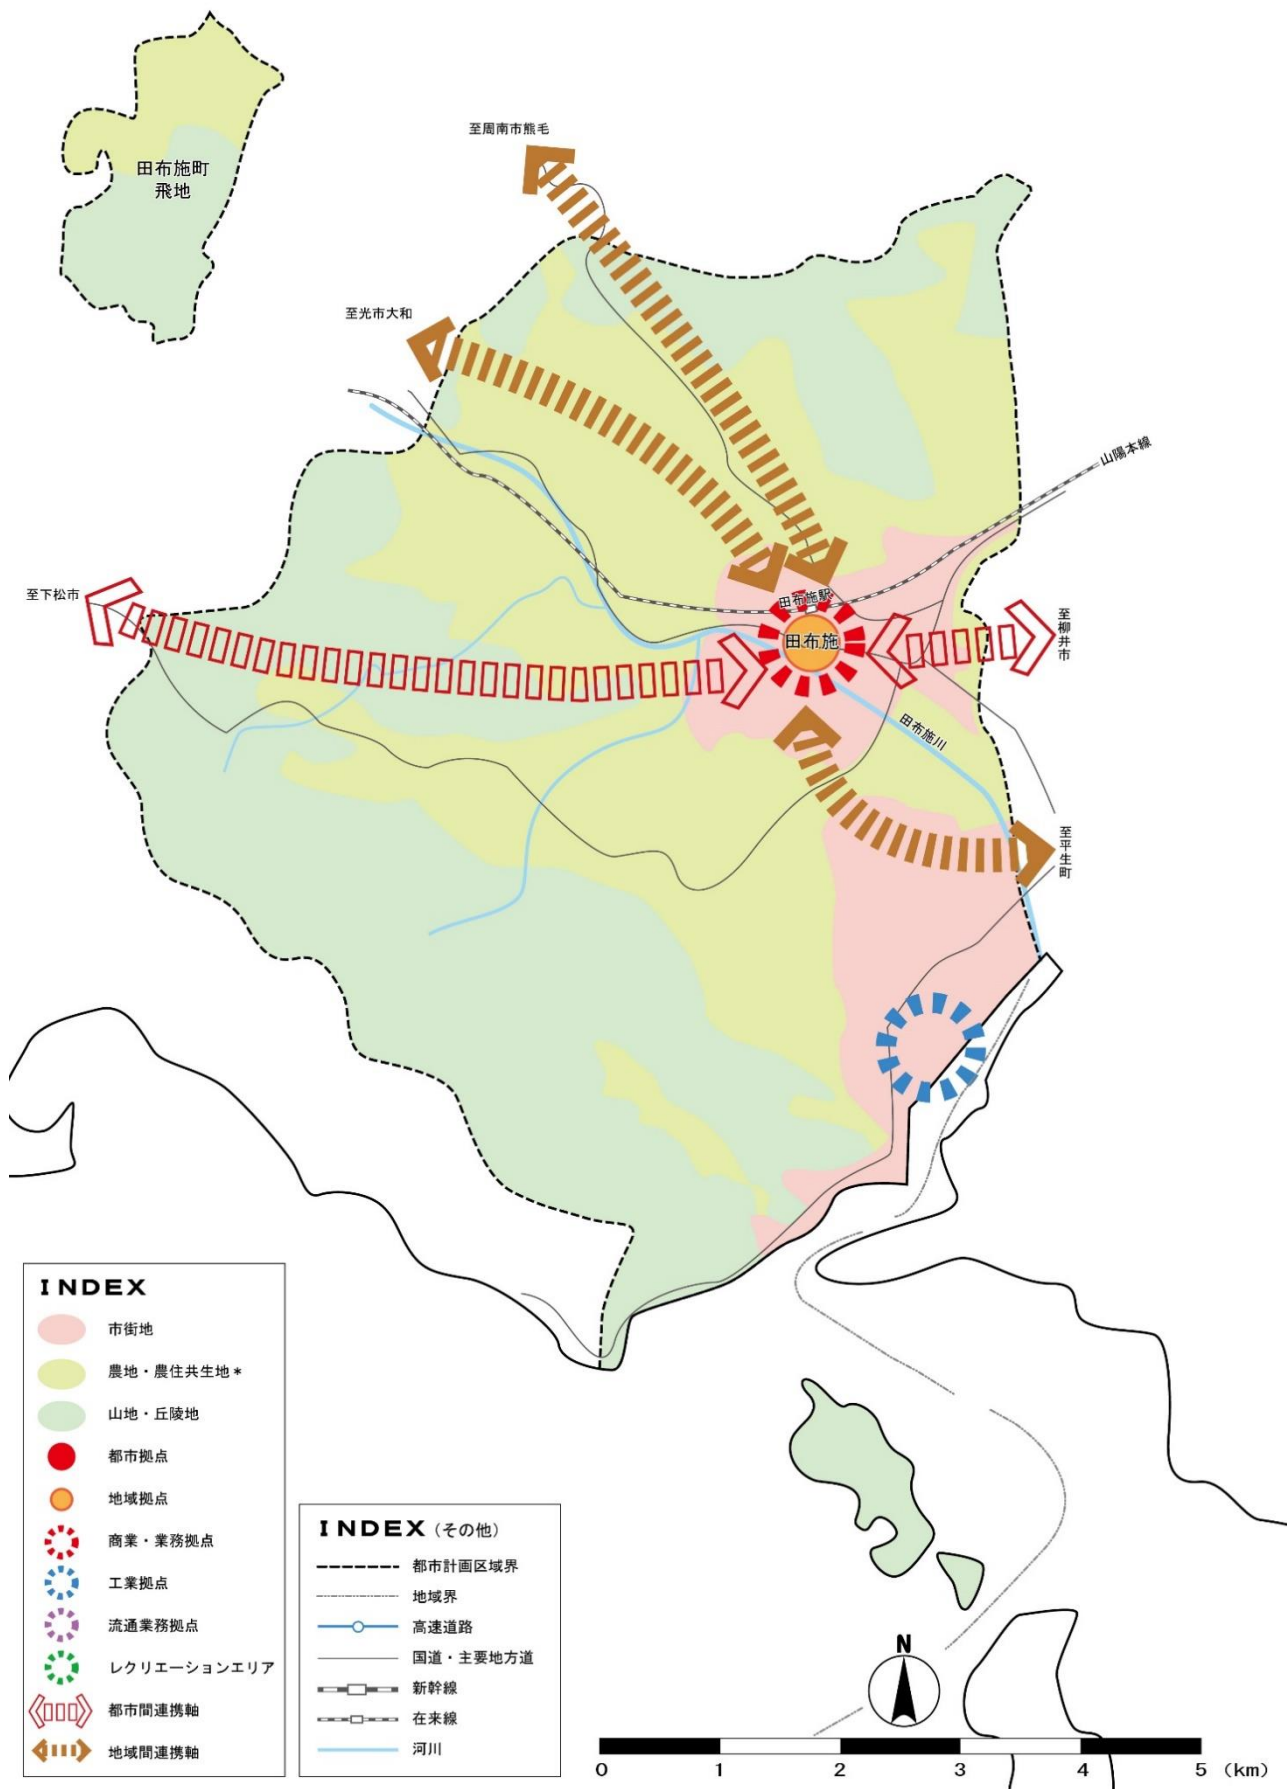 田布施町
飛地
至周南市熊毛
至光市大和
山陽本線
至下松市
田布施駅
田布施
至柳井市
田布施川
至平生町
INDEX
市街地
農地・農住共生地*
山地・丘陵地
都市拠点
地域拠点
商業・業務拠点
工業拠点
流通業務拠点
レクリエーションエリア
都市間連携軸
地域間連携軸
INDEX（その他）
都市計画区域界
地域界
高速道路
国道・主要地方道
新幹線
在来線
河川
N
0 1 2 3 4 5 (km)